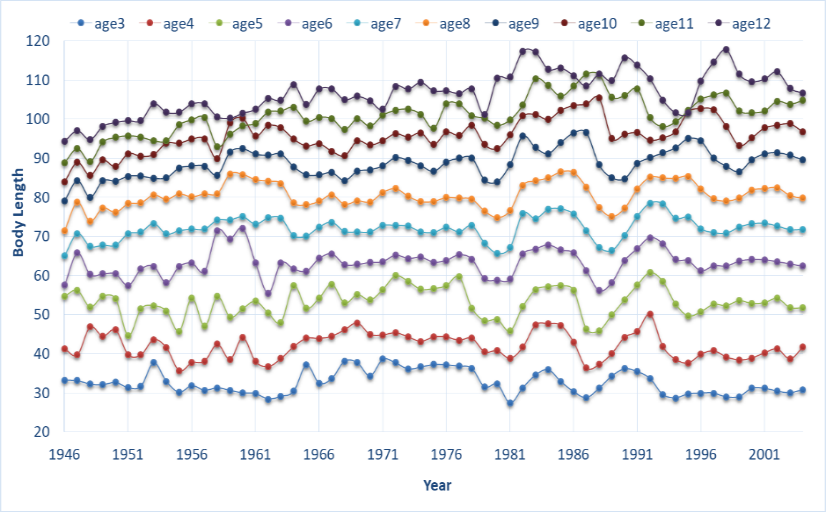 age3 age4 age5 age6 age7 age8 age9 age10 age11 age12
120
110
100
90
80
70
60
50
40
30
20
Body Length
1946 1951 1956 1961 1966 1971 1976 1981 1986 1991 1996 2001
Year